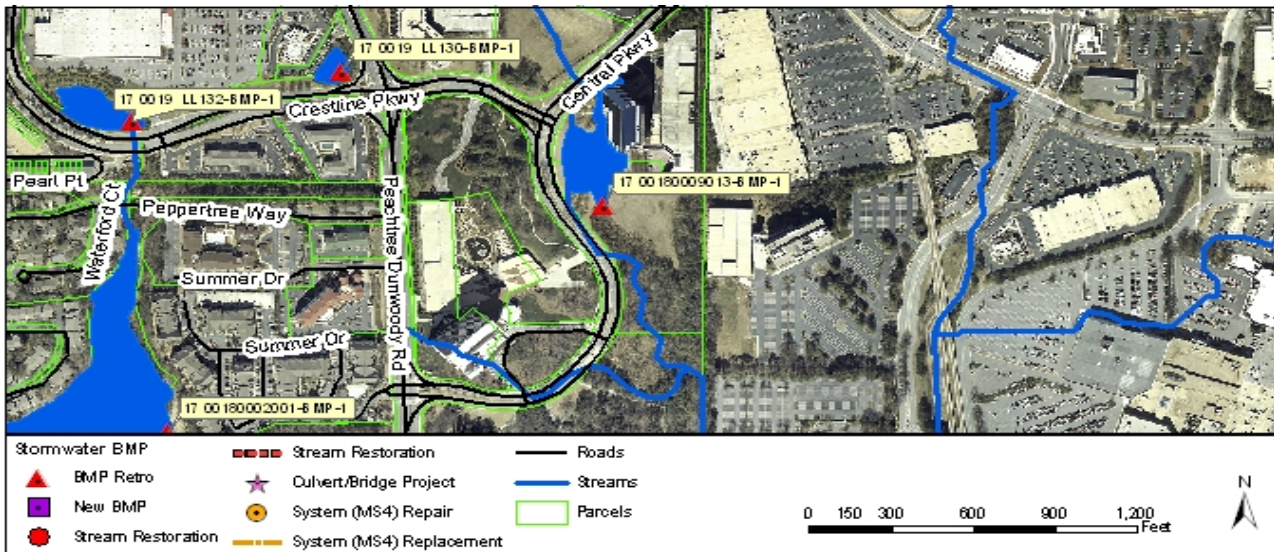 17 0019 LL130-BMP-1
Central Pkwy
17 0019 LL132-BMP-1
Crestline Pkwy
Pearl Pt
Waterford Ct
Peppertree Way
Peachtree Dunwoody Rd
17 00180009013-BMP-1
Summer Dr
Summer Dr
17 00180002001-BMP-1
Stormwater BMP
BMP Retro
New BMP
Stream Restoration
Stream Restoration
Culvert/Bridge Project
System (MS4) Repair
System (MS4) Replacement
Roads
Streams
Parcels
0 150 300 600 900 1,200
Feet
N